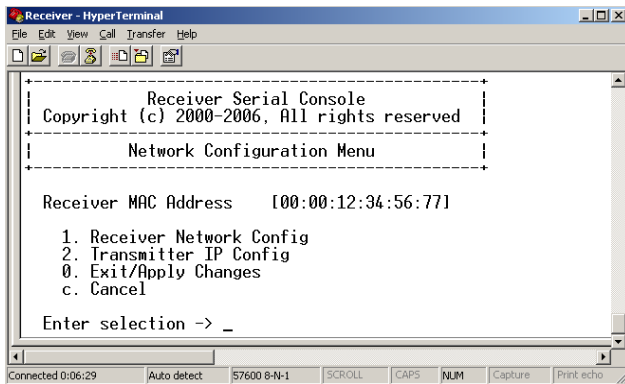 Receiver - HyperTerminal
File Edit View Call Transfer Help
Receiver Serial Console
Copyright (c) 2000-2006, All rights reserved
Network Configuration Menu
Receiver MAC Address [00:00:12:34:56:77]
1. Receiver Network Config
2. Transmitter IP Config
0. Exit/Apply Changes
c. Cancel
Enter selection -> _
Connected 0:06:29 Auto detect 57600 8-N-1 SCROLL CAPS NUM Capture Print echo